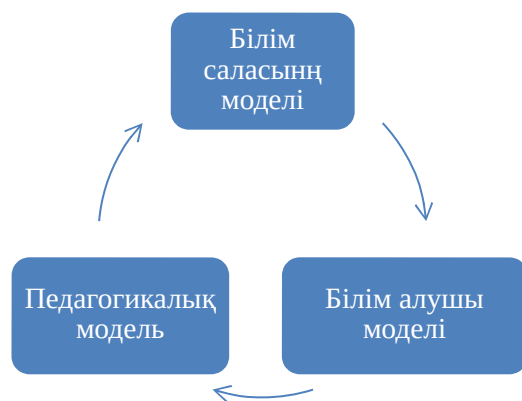 Білім
саласынң
моделі
Педагогикалық
модель
Білім алушы
моделі